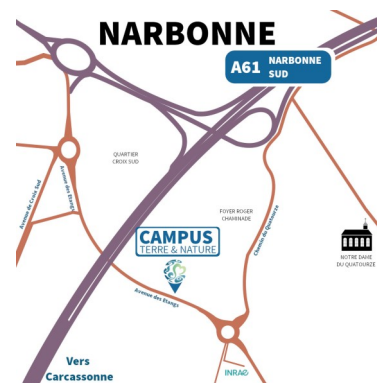 NARBONNE
A61 NARBONNE
SUD
QUARTIER
CROIX SUD
Avenue de Croix Sud
Avenue des Etangs
FOYER ROGER
CHAMINADE
Chemin du Quatourze
CAMPUS
TERRE & NATURE
NOTRE DAME
DU QUATOURZE
Avenue des Etangs
Vers
Carcassonne
INRAE